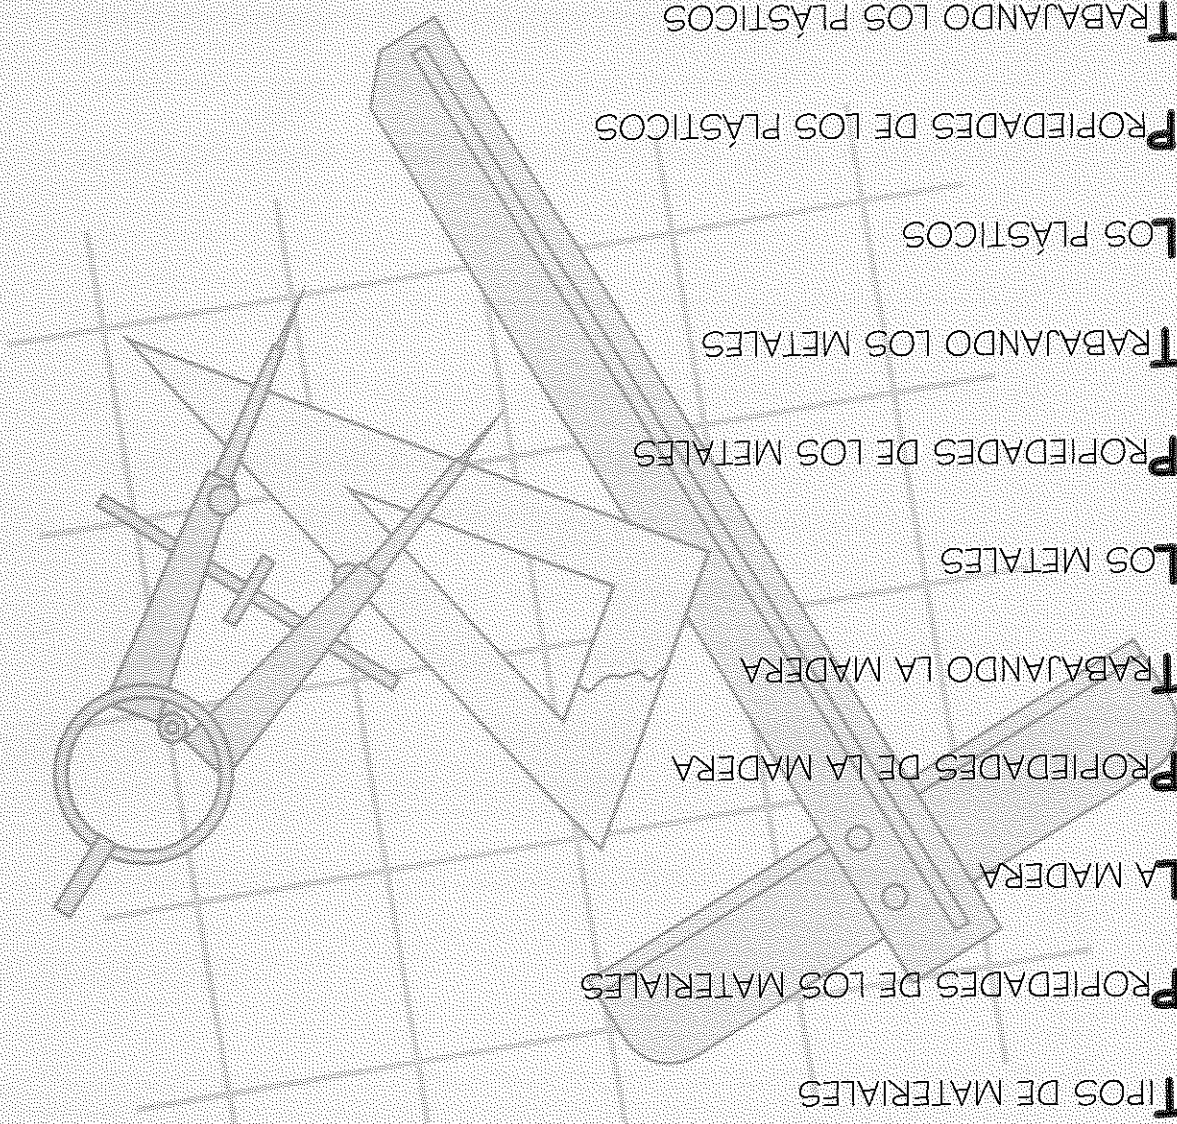 TIPOS DE MATERIALES
PROPIEDADES DE LOS MATERIALES
LA MADERA
PROPIEDADES DE LA MADERA
TRABAJANDO LA MADERA
LOS METALES
PROPIEDADES DE LOS METALES
TRABAJANDO LOS METALES
LOS PLÁSTICOS
PROPIEDADES DE LOS PLÁSTICOS
TRABAJANDO LOS PLÁSTICOS